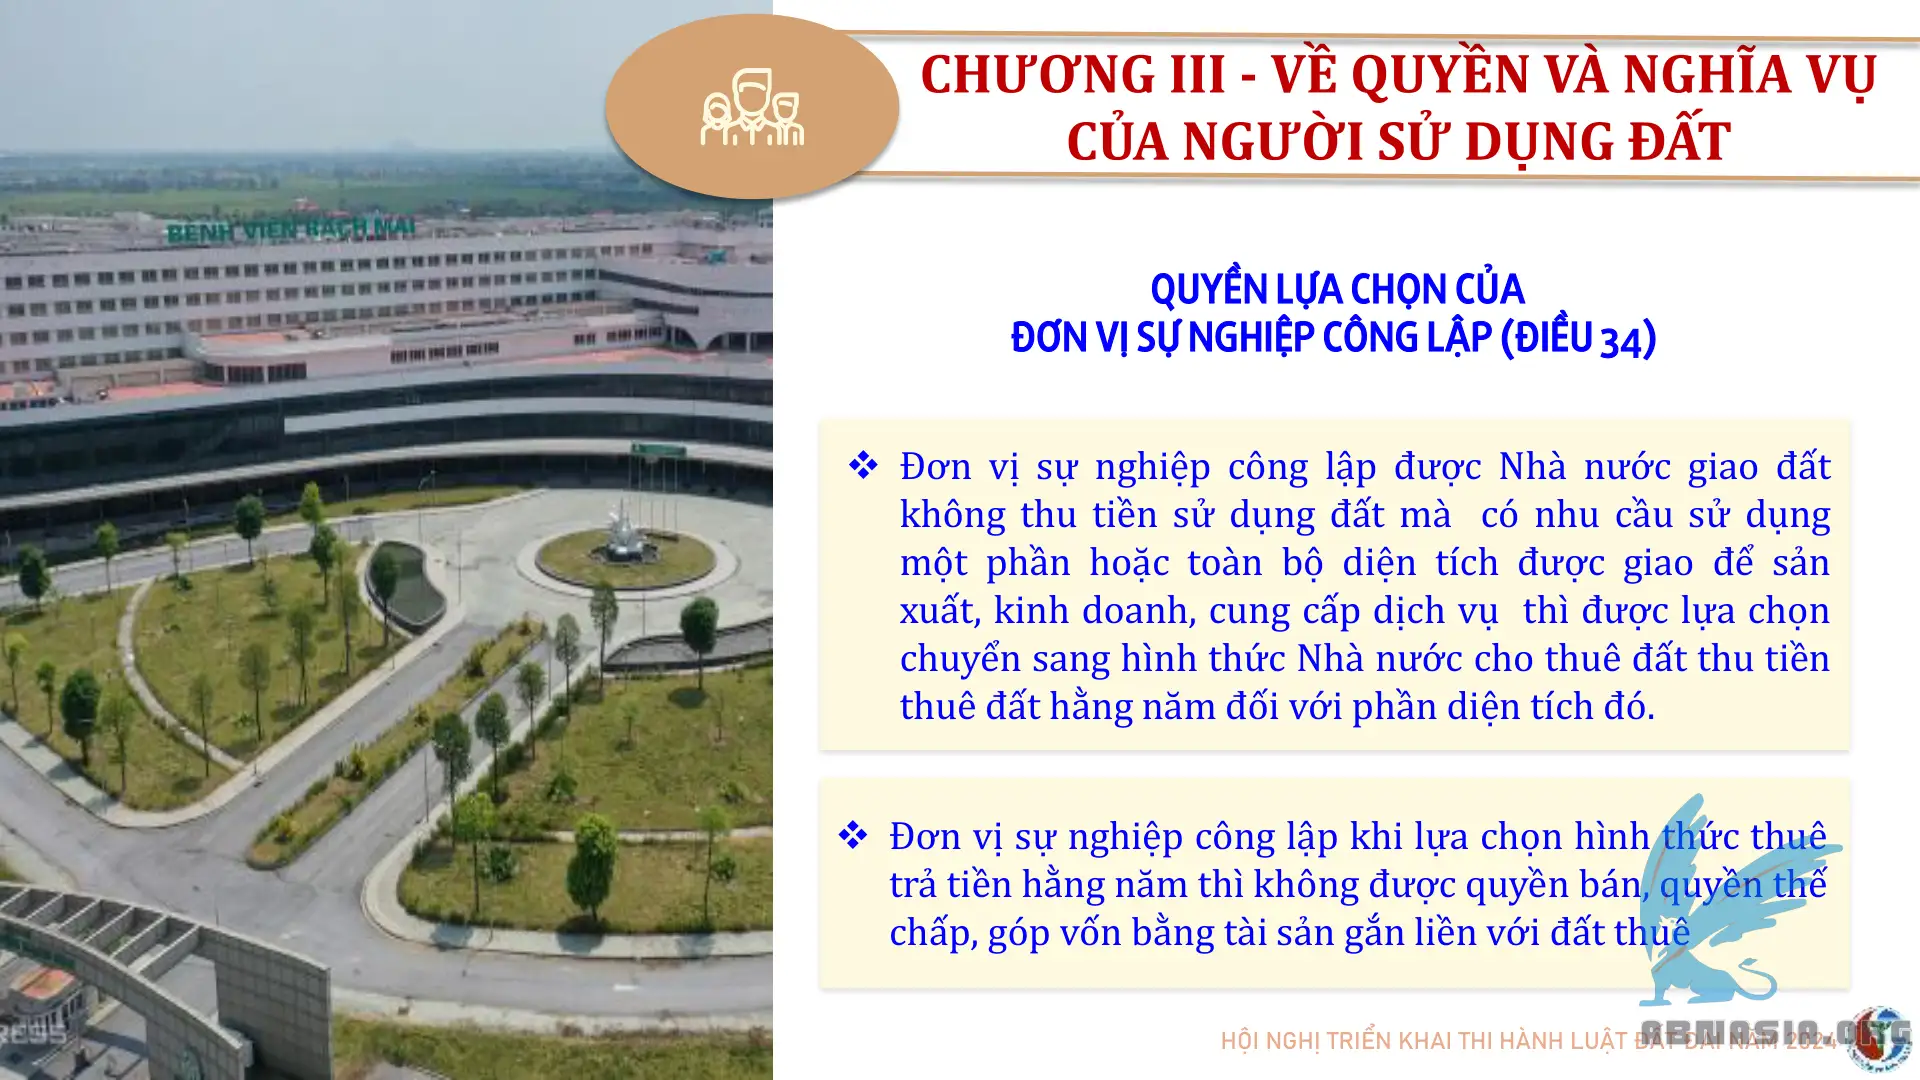 CHƯƠNG III - VỀ QUYỀN VÀ NGHĨA VỤ
CỦA NGƯỜI SỬ DỤNG ĐẤT
BỆNH VIỆN BẠCH MAI
QUYỀN LỰA CHỌN CỦA
ĐƠN VỊ SỰ NGHIỆP CÔNG LẬP (ĐIỀU 34)
❖ Đơn vị sự nghiệp công lập được Nhà nước giao đất
không thu tiền sử dụng đất mà có nhu cầu sử dụng
một phần hoặc toàn bộ diện tích được giao để sản
xuất, kinh doanh, cung cấp dịch vụ thì được lựa chọn
chuyển sang hình thức Nhà nước cho thuê đất thu tiền
thuê đất hằng năm đối với phần diện tích đó.
❖ Đơn vị sự nghiệp công lập khi lựa chọn hình thức thuê
trả tiền hằng năm thì không được quyền bán, quyền thế
chấp, góp vốn bằng tài sản gắn liền với đất thuê
RESS
HỘI NGHỊ TRIỂN KHAI THI HÀNH LUẬT ĐẤT ĐAI NĂM 2024
ABMASIA.ORG